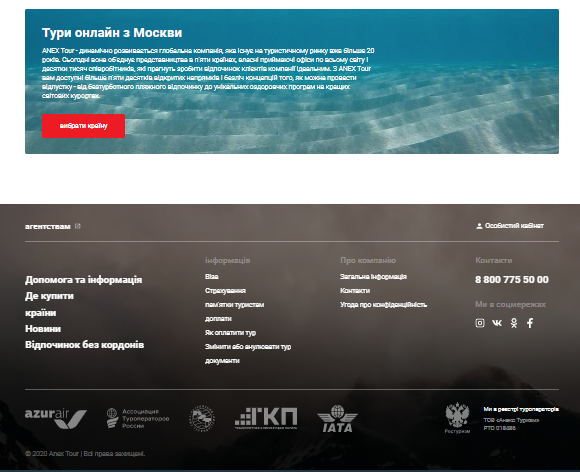 Тури онлайн з Москви
ANEX Tour - динамічно розвивається глобальна компанія, яка існує на туристичному ринку вже більше 20
років. Сьогодні вона об'єднує представництва в п'яти країнах, власні приймаючі офіси по всьому світу і
десятки тисяч співробітників, які прагнуть зробити відпочинок клієнтів компанії ідеальним. З ANEX Tour
вам доступні більше п'яти десятків відкритих напрямків і безліч концепцій того, як можна провести
відпустку - від безтурботного пляжного відпочинку до унікальних оздоровчих програм на кращих
світових курортах.
вибрати країну
агентствам
Особистий кабінет
інформація
Про компанію
Контакти
Допомога та інформація
Де купити
країни
Новини
Відпочинок без кордонів
Віза
Страхування
пам'ятки туристам
доплати
Як оплатити тур
Змінити або анулювати тур
документи
Загальна інформація
Контакти
Угода про конфіденційність
8 800 775 50 00
Ми в соцмережах
azurair
Ассоциация
Туроператоров
России
ТКП
IATA
Ростуризм
Ми в реєстрі туроператорів
ТОВ «Анекс Туризм»
РТО 018486
© 2020 Anex Tour | Всі права захищені.